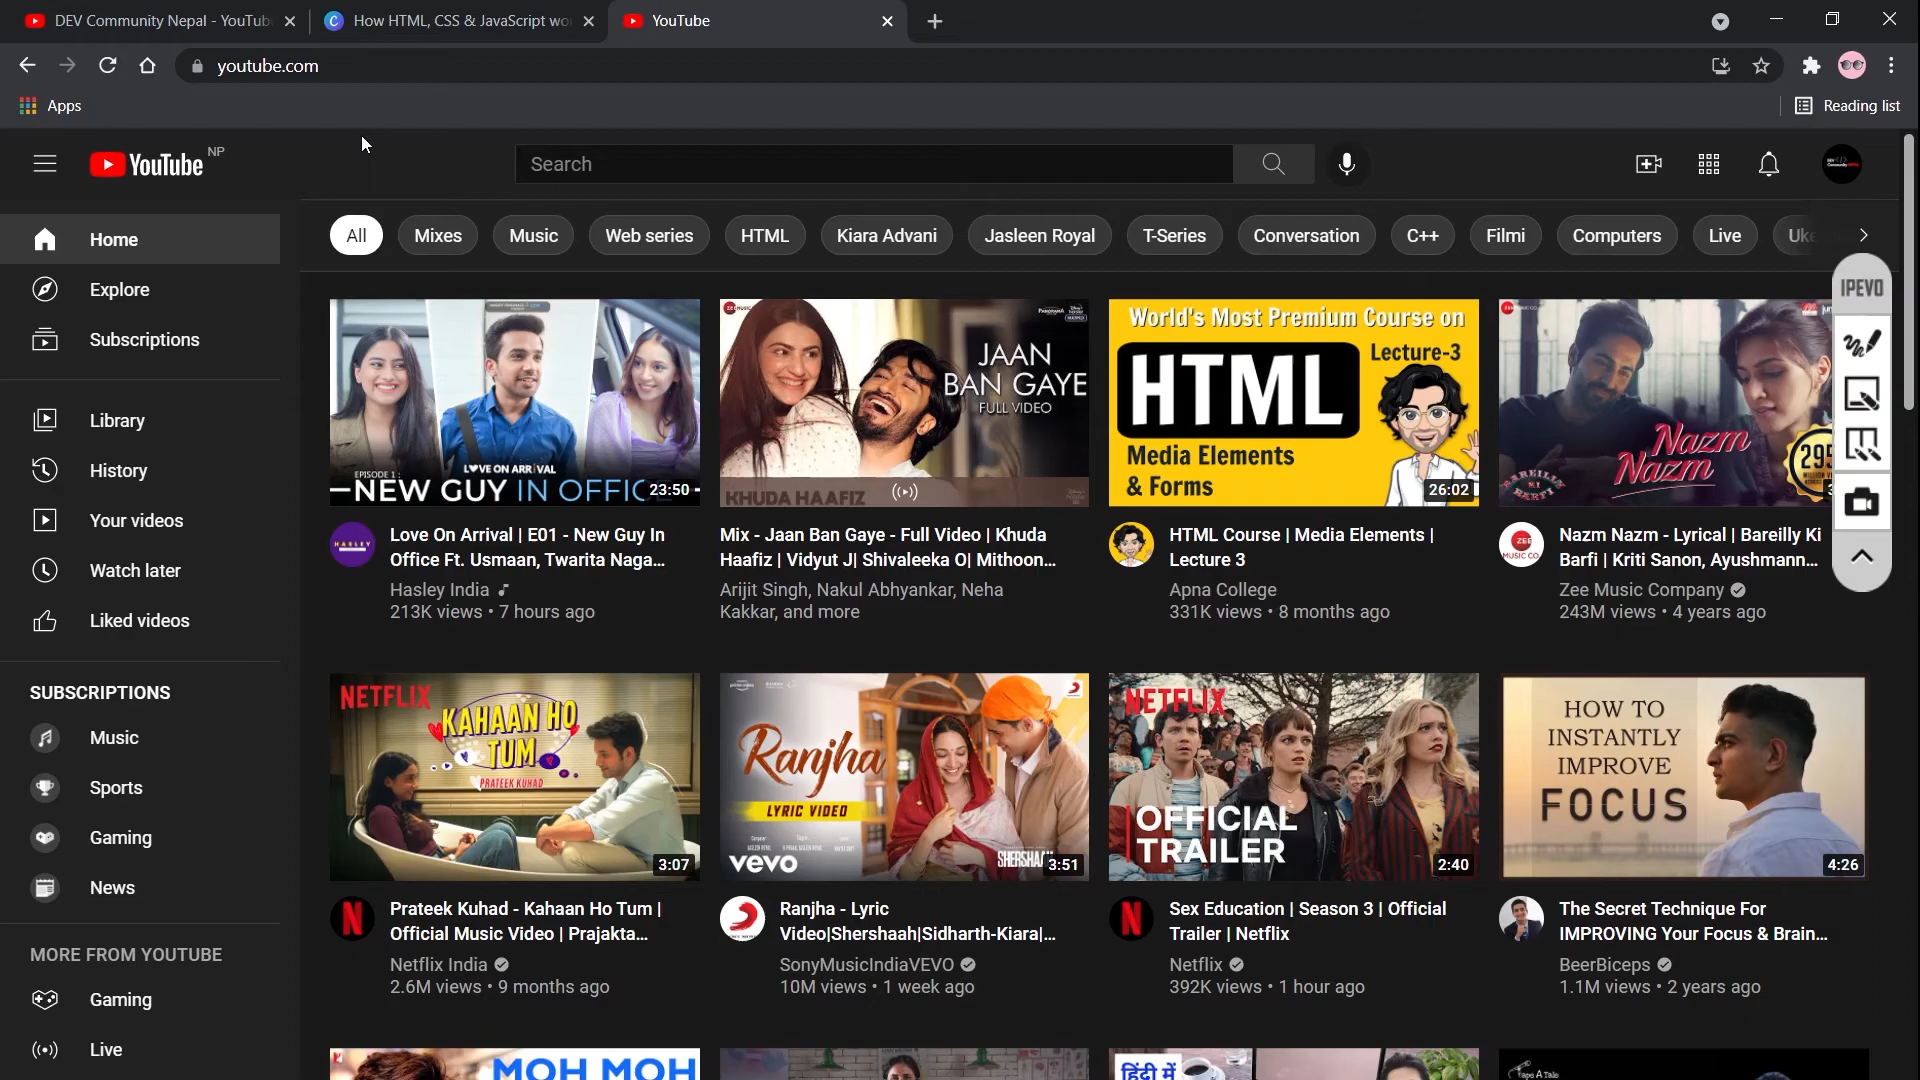 DEV Community Nepal - YouTub
How HTML, CSS & JavaScript wo
YouTube
youtube.com
Apps
Reading list
YouTube NP
Search
Home
Explore
Subscriptions
Library
History
Your videos
Watch later
Liked videos
SUBSCRIPTIONS
Music
Sports
Gaming
News
MORE FROM YOUTUBE
Gaming
Live
All
Mixes
Music
Web series
HTML
Kiara Advani
Jasleen Royal
T-Series
Conversation
C++
Filmi
Computers
Live
Uke
IPEVO
EPISODE 1 :
LOVE ON ARRIVAL
NEW GUY IN OFFIC
23:50
Love On Arrival | E01 - New Guy In
Office Ft. Usmaan, Twarita Naga...
Hasley India
213K views • 7 hours ago
JAAN
BAN GAYE
FULL VIDEO
KHUDA HAAFIZ
Mix - Jaan Ban Gaye - Full Video | Khuda
Haafiz | Vidyut J| Shivaleeka O| Mithoon...
Arijit Singh, Nakul Abhyankar, Neha
Kakkar, and more
World's Most Premium Course on
HTML
Lecture-3
Media Elements
& Forms
26:02
HTML Course | Media Elements |
Lecture 3
Apna College
331K views • 8 months ago
Nazm
Nazm
BAREILLY
KI
BARFI
295
Nazm Nazm - Lyrical | Bareilly Ki
Barfi | Kriti Sanon, Ayushmann...
Zee Music Company
243M views • 4 years ago
NETFLIX
KAHAAN HO
TUM
PRATEEK KUHAD
3:07
Prateek Kuhad - Kahaan Ho Tum |
Official Music Video | Prajakta...
Netflix India
2.6M views • 9 months ago
Ranjha
LYRIC VIDEO
vevo
SHERSHAAH
3:51
Ranjha - Lyric
Video|Shershaah|Sidharth-Kiara|...
SonyMusicIndiaVEVO
10M views • 1 week ago
NETFLIX
OFFICIAL
TRAILER
2:40
Sex Education | Season 3 | Official
Trailer | Netflix
Netflix
392K views • 1 hour ago
HOW TO
INSTANTLY
IMPROVE
FOCUS
4:26
The Secret Technique For
IMPROVING Your Focus & Brain...
BeerBiceps
1.1M views • 2 years ago
MOH MOH
हिंदी में
Tape A Tale